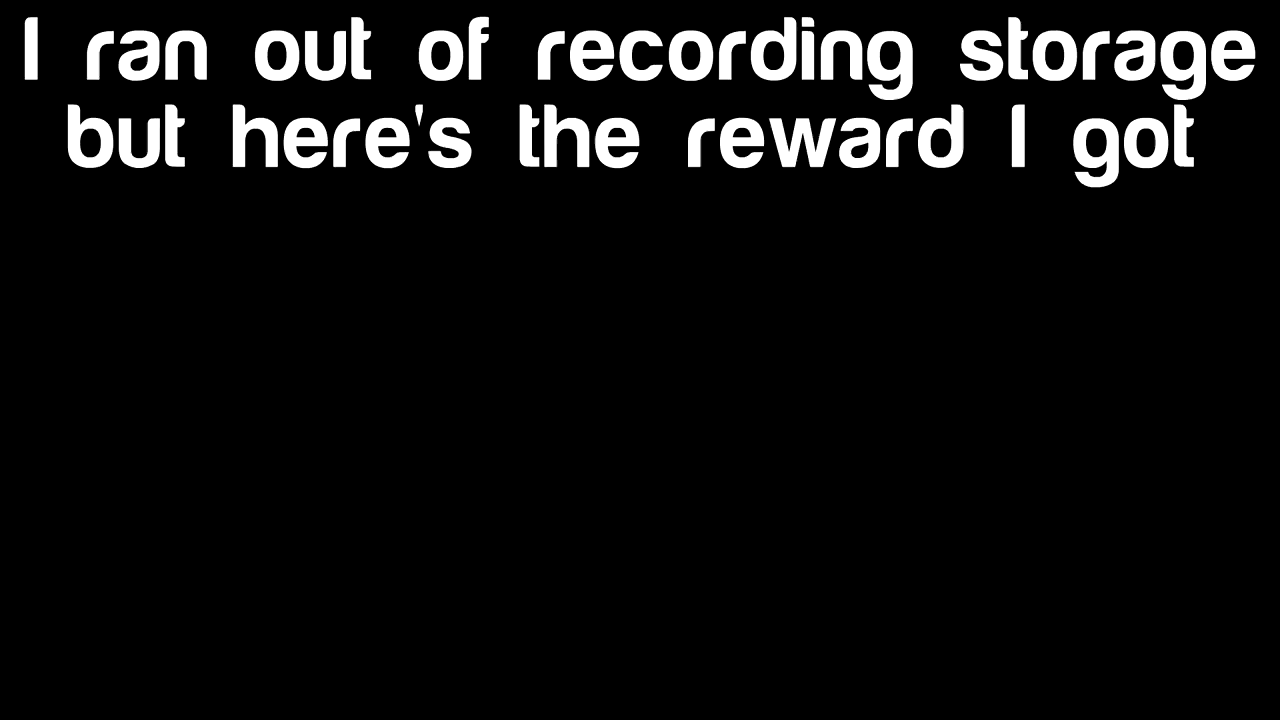 I ran out of recording storage
but here's the reward I got